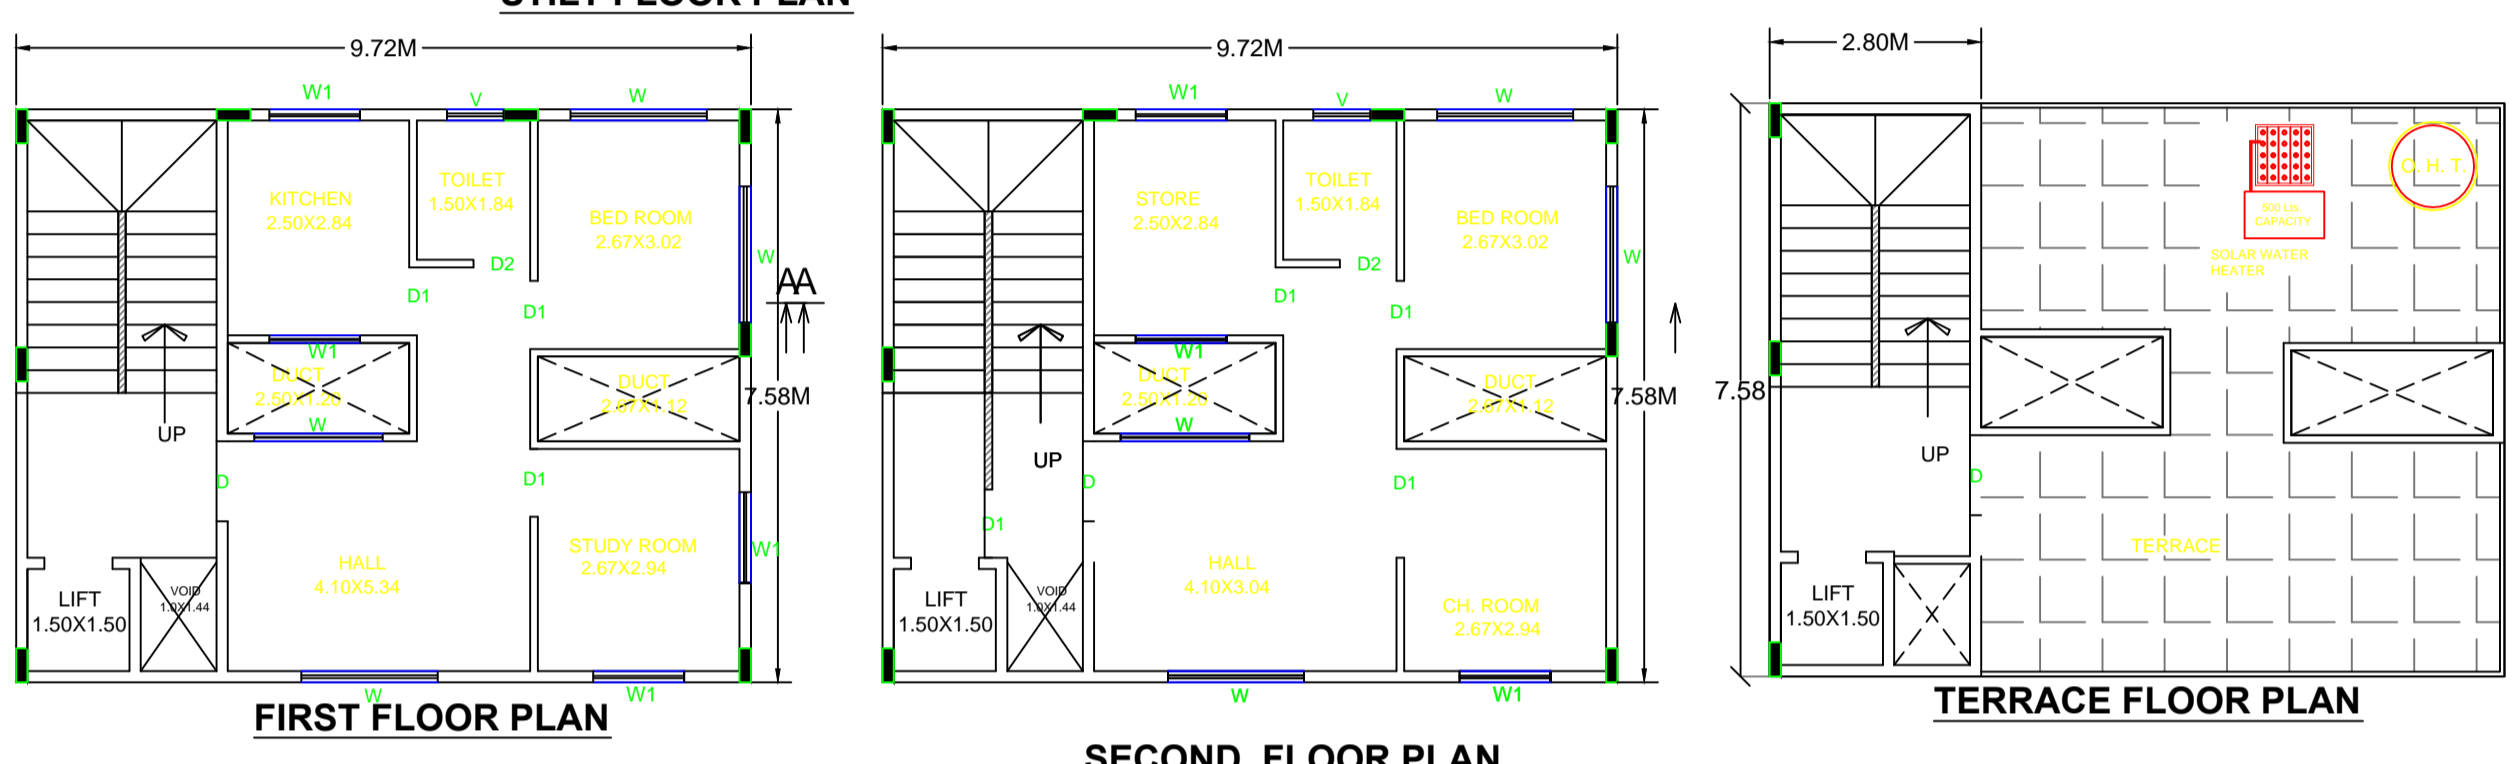 STILT FLOOR PLAN
9.72M
W1
V
W
KITCHEN
2.50X2.84
TOILET
1.50X1.84
BED ROOM
2.67X3.02
D2
W
D1
D1
AA
W1
DUCT
2.50X1.20
DUCT
2.67X1.12
7.58M
W
UP
D
D1
HALL
4.10X5.34
STUDY ROOM
2.67X2.94
W1
LIFT
1.50X1.50
VOID
1.0X1.44
W
W1
FIRST FLOOR PLAN
9.72M
W1
V
W
STORE
2.50X2.84
TOILET
1.50X1.84
BED ROOM
2.67X3.02
D2
W
D1
D1
W1
DUCT
2.50X1.20
DUCT
2.67X1.12
7.58M
W
UP
D
D1
D1
HALL
4.10X3.04
CH. ROOM
2.67X2.94
LIFT
1.50X1.50
VOID
1.0X1.44
W
W1
SECOND FLOOR PLAN
2.80M
O. H. T.
500 Lts.
CAPACITY
SOLAR WATER
HEATER
7.58
UP
D
TERRACE
LIFT
1.50X1.50
TERRACE FLOOR PLAN